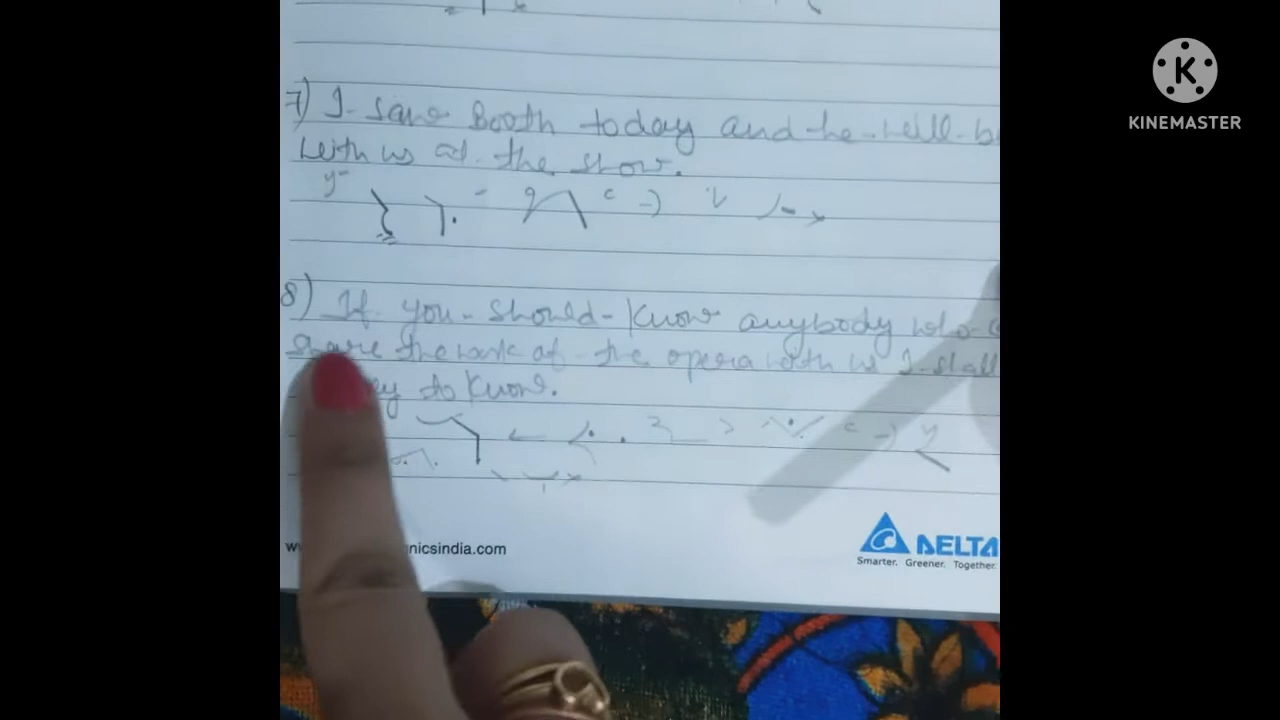 7) I-saw Booth today and-he-will-b
with us at the show.
8) If you-should-know anybody who-c
share the work of-the opera with us I-shall
to know.
www nicsindia.com
DELTA
Smarter. Greener. Together.
K
KINEMASTER